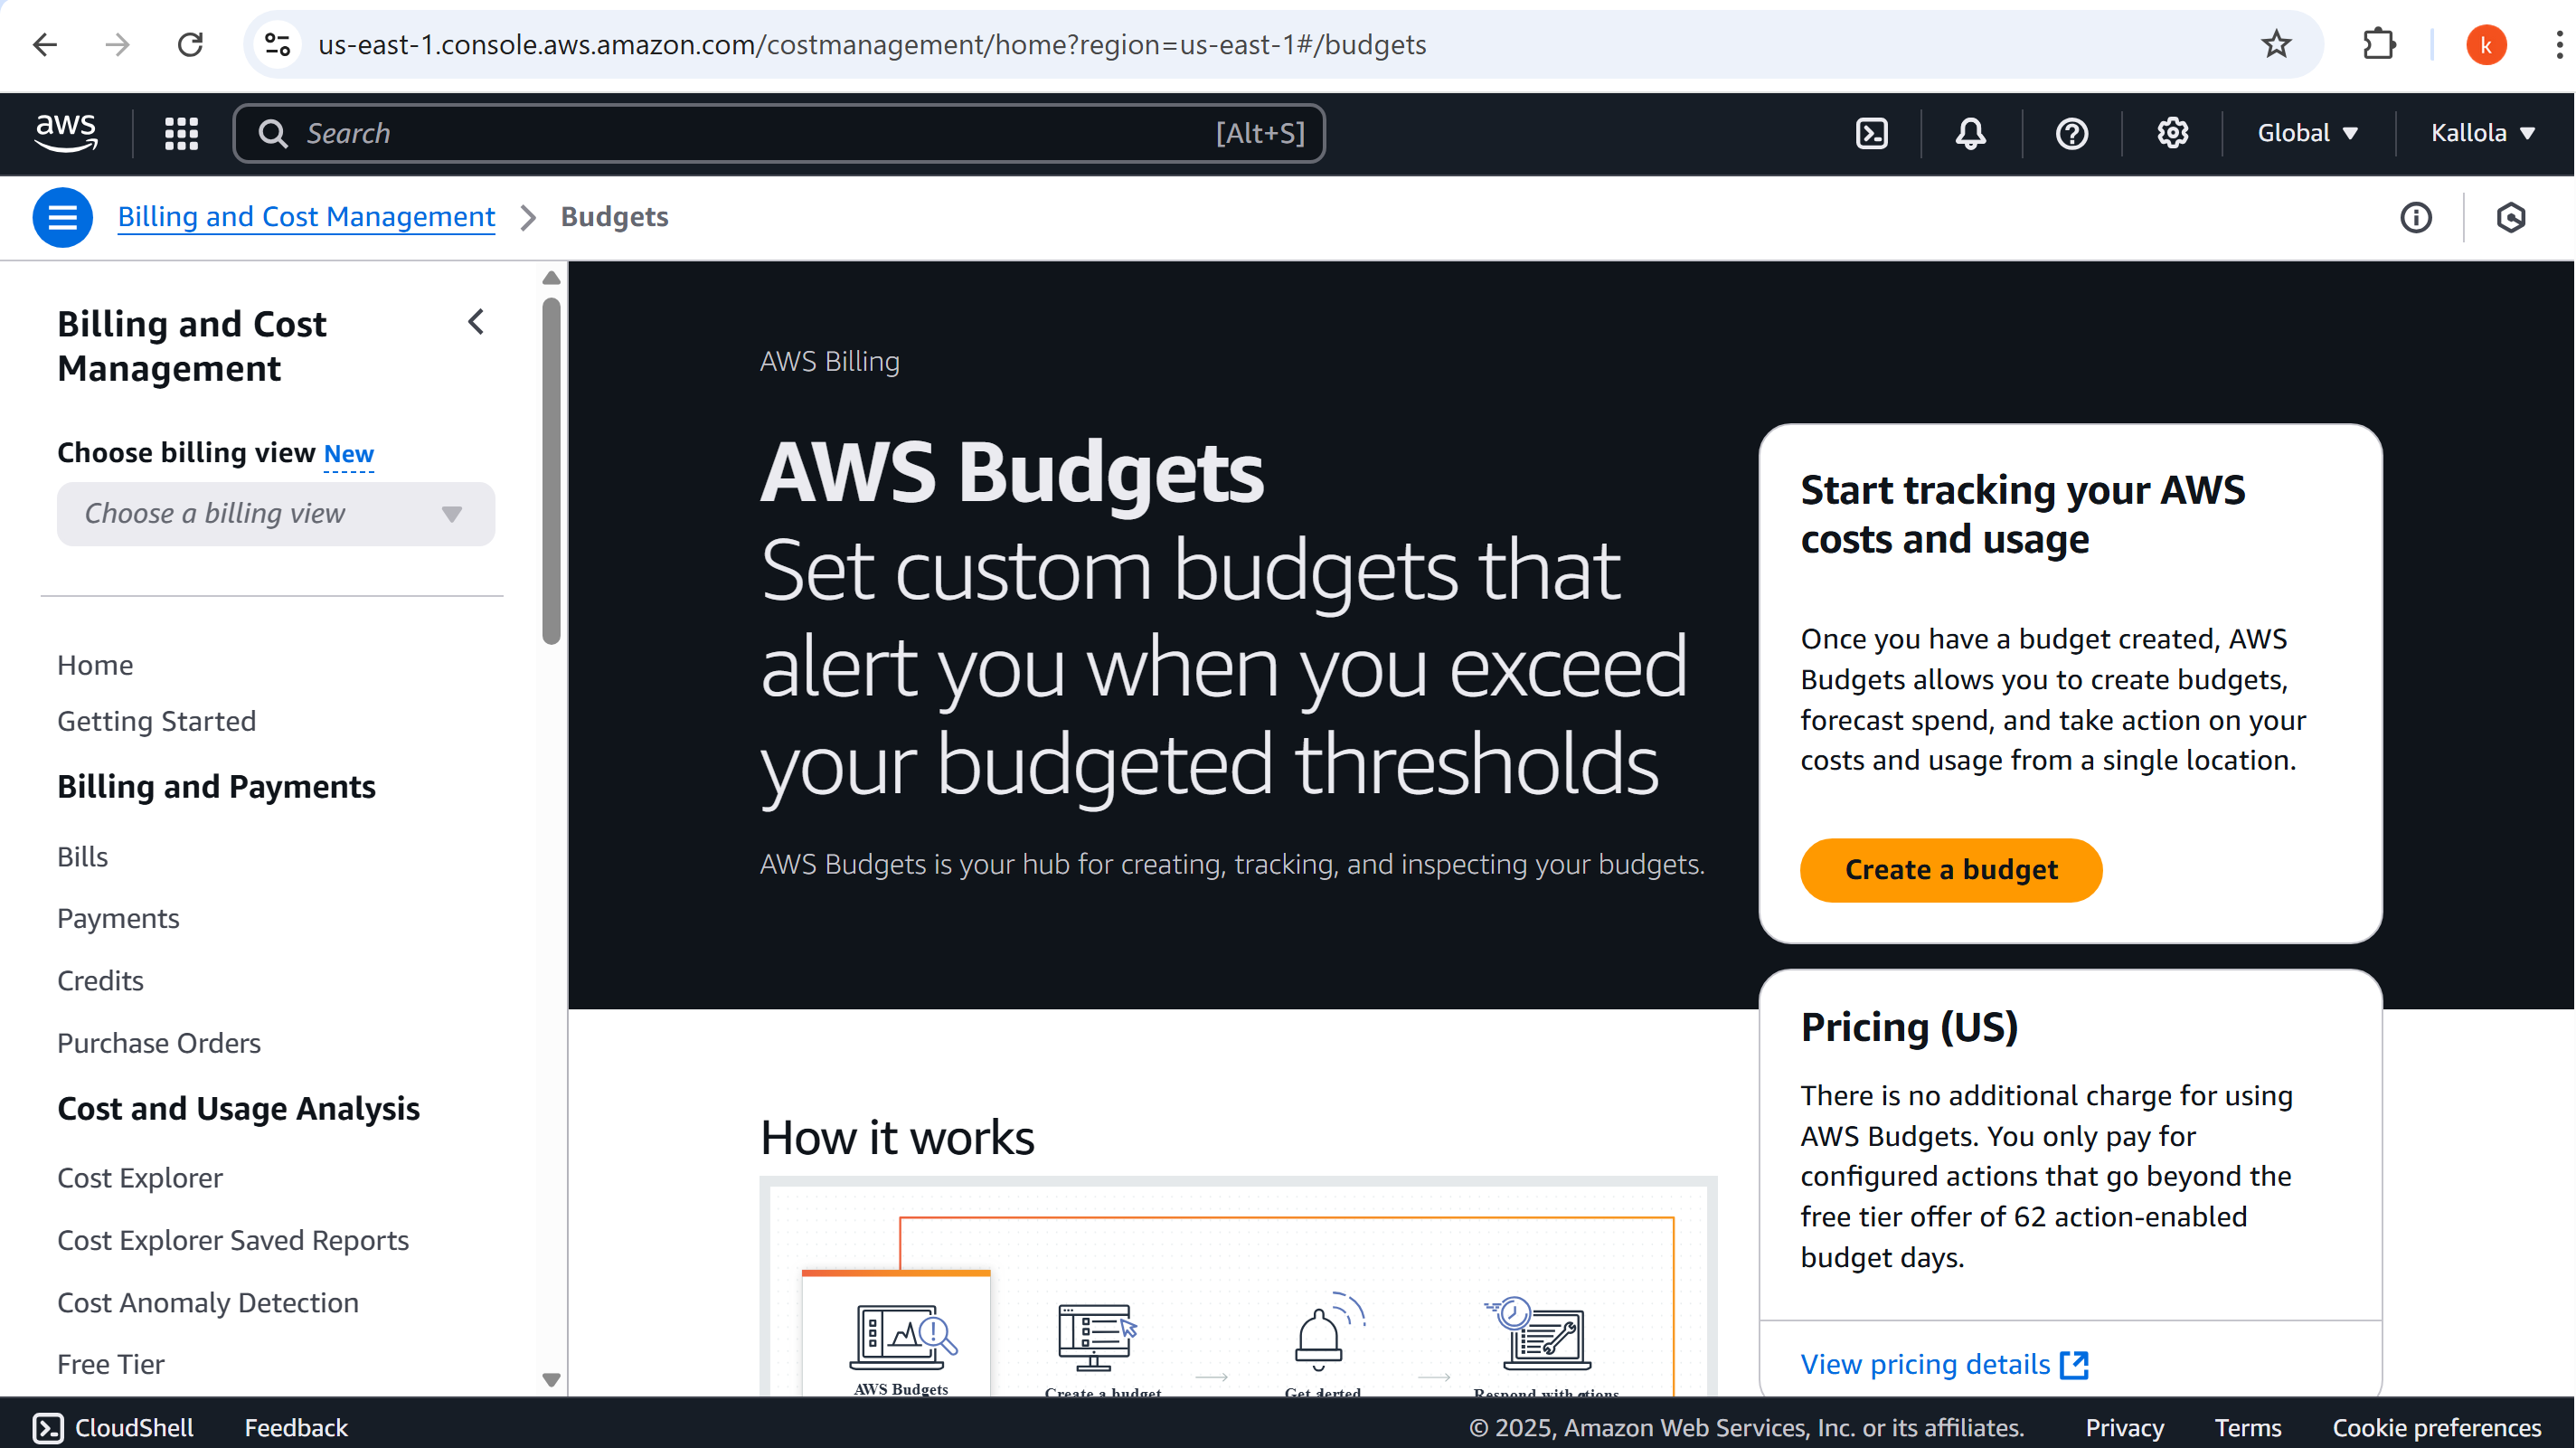 us-east-1.console.aws.amazon.com/costmanagement/home?region=us-east-1#/budgets
k
aws
Search
[Alt+S]
Global
Kallola
Billing and Cost Management
Budgets
Billing and Cost
Management
Choose billing view New
Choose a billing view
Home
Getting Started
Billing and Payments
Bills
Payments
Credits
Purchase Orders
Cost and Usage Analysis
Cost Explorer
Cost Explorer Saved Reports
Cost Anomaly Detection
Free Tier
AWS Billing
AWS Budgets
Set custom budgets that
alert you when you exceed
your budgeted thresholds
AWS Budgets is your hub for creating, tracking, and inspecting your budgets.
Start tracking your AWS
costs and usage
Once you have a budget created, AWS
Budgets allows you to create budgets,
forecast spend, and take action on your
costs and usage from a single location.
Create a budget
Pricing (US)
There is no additional charge for using
AWS Budgets. You only pay for
configured actions that go beyond the
free tier offer of 62 action-enabled
budget days.
View pricing details
How it works
AWS Budgets
Create a budget
Get alerted
Respond with actions
CloudShell
Feedback
© 2025, Amazon Web Services, Inc. or its affiliates.
Privacy
Terms
Cookie preferences